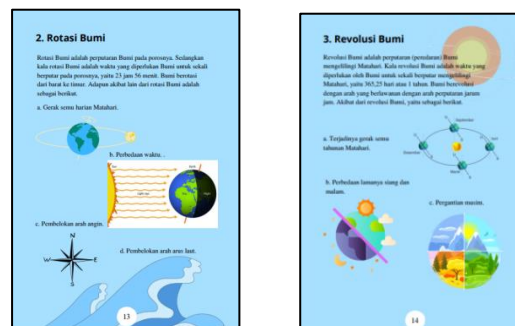 2. Rotasi Bumi
Rotasi Bumi adalah perputaran Bumi pada porosnya. Sedangkan
kala rotasi Bumi adalah waktu yang diperlukan Bumi untuk sekali
berputar pada porosnya, yaitu 23 jam 56 menit. Bumi berotasi
dari barat ke timur. Adapun akibat lain dari rotasi Bumi adalah
sebagai berikut.
a. Gerak semu harian Matahari.
b. Perbedaan waktu.
c. Pembelokan arah angin.
N
W
E
S
d. Pembelokan arah arus laut.
13
3. Revolusi Bumi
Revolusi Bumi adalah perputaran (peredaran) Bumi
mengelilingi Matahari. Kala revolusi Bumi adalah waktu yang
diperlukan oleh Bumi untuk sekali berputar mengelilingi
Matahari, yaitu 365,25 hari atau 1 tahun. Bumi berevolusi
dengan arah yang berlawanan dengan arah perputaran jarum
jam. Akibat dari revolusi Bumi, yaitu sebagai berikut.
a. Terjadinya gerak semu
tahunan Matahari.
b. Perbedaan lamanya siang dan
malam.
c. Pergantian musim.
14